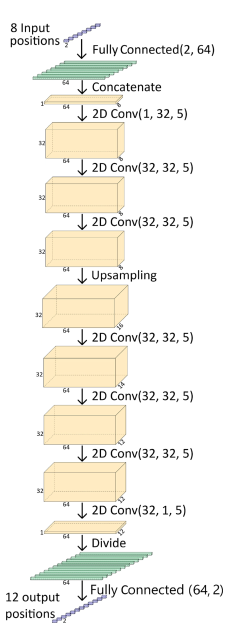 8 Input
positions
2
Fully Connected(2, 64)
64
Concatenate
1
64
8
2D Conv(1, 32, 5)
32
64
8
2D Conv(32, 32, 5)
32
64
8
2D Conv(32, 32, 5)
32
64
8
Upsampling
32
64
16
2D Conv(32, 32, 5)
32
64
14
2D Conv(32, 32, 5)
32
64
12
2D Conv(32, 32, 5)
32
64
12
2D Conv(32, 1, 5)
1
64
12
Divide
64
Fully Connected (64, 2)
12 output
positions
2